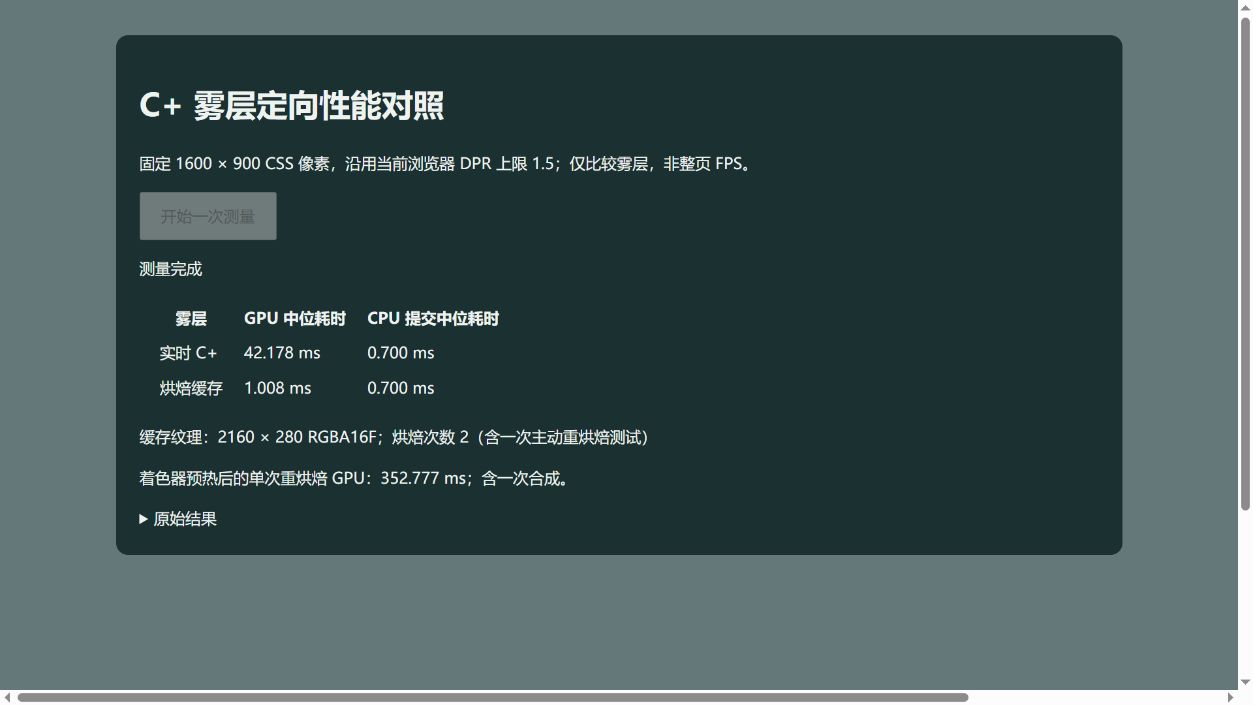 C+ 雾层定向性能对照
固定 1600 × 900 CSS 像素，沿用当前浏览器 DPR 上限 1.5；仅比较雾层，非整页 FPS。
开始一次测量
测量完成
雾层 GPU 中位耗时 CPU 提交中位耗时
实时 C+ 42.178 ms 0.700 ms
烘焙缓存 1.008 ms 0.700 ms
缓存纹理：2160 × 280 RGBA16F；烘焙次数 2（含一次主动重烘焙测试）
着色器预热后的单次重烘焙 GPU：352.777 ms；含一次合成。
▶ 原始结果